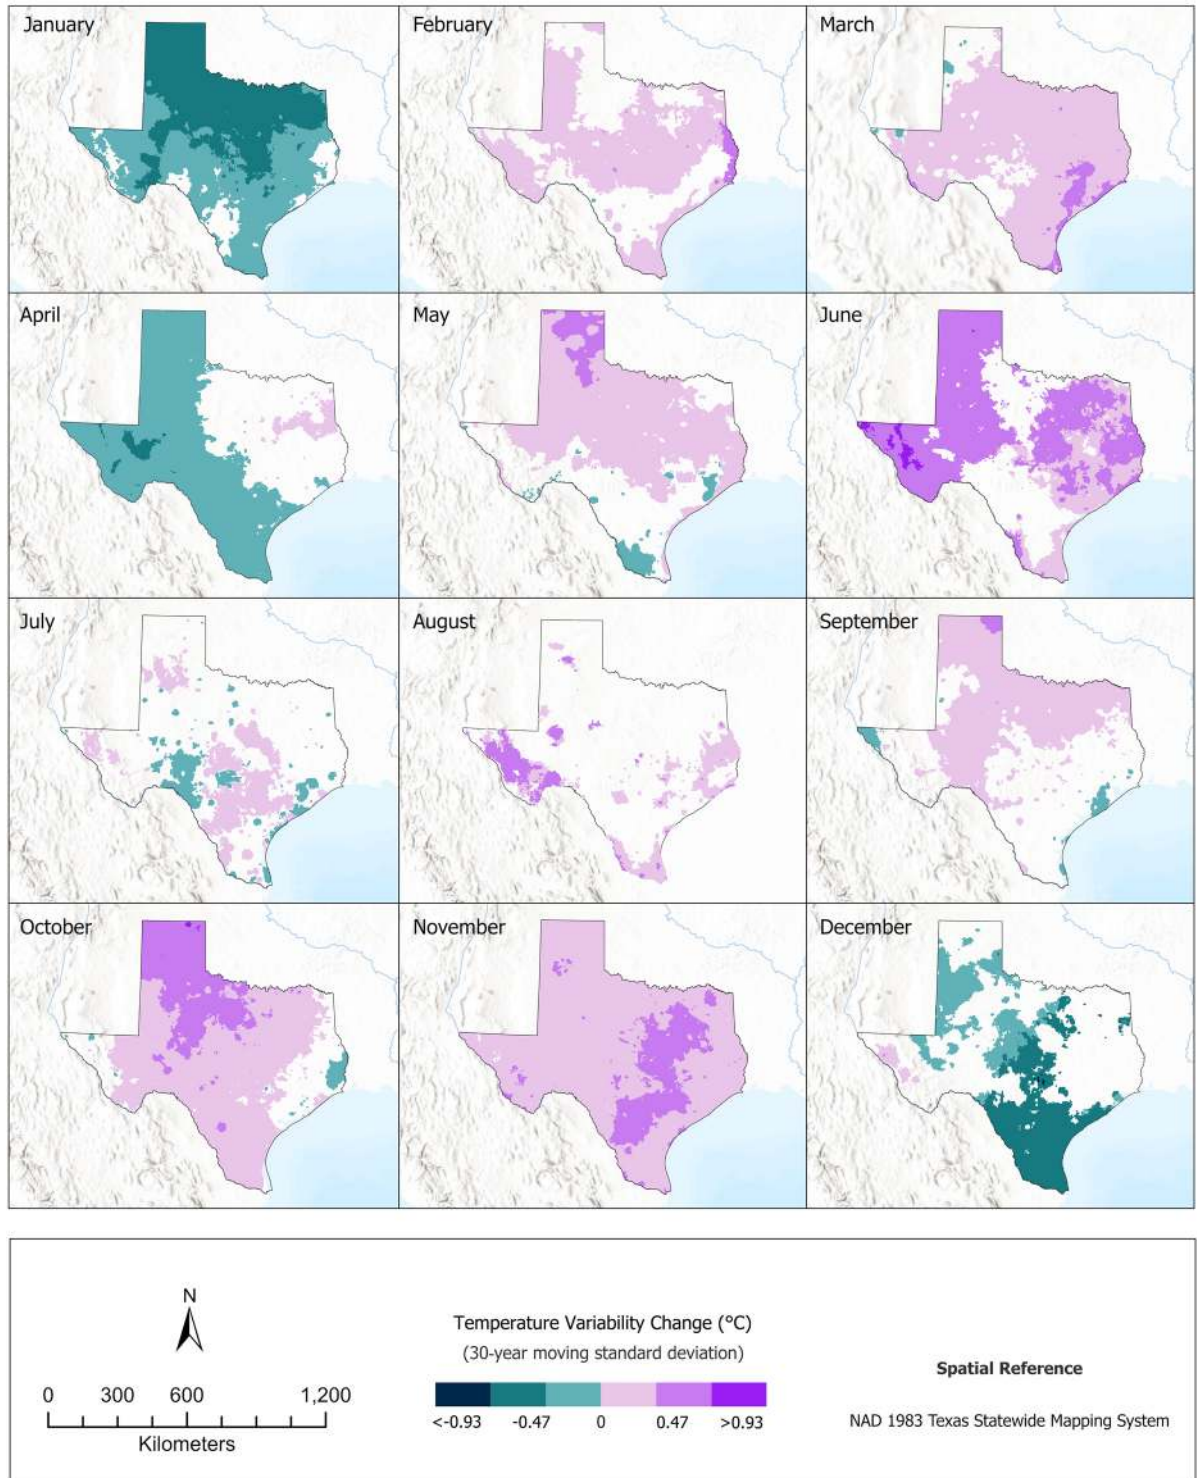 January
February
March
April
May
June
July
August
September
October
November
December
N
0 300 600 1,200
Kilometers
Temperature Variability Change (°C)
(30-year moving standard deviation)
<-0.93 -0.47 0 0.47 >0.93
Spatial Reference
NAD 1983 Texas Statewide Mapping System